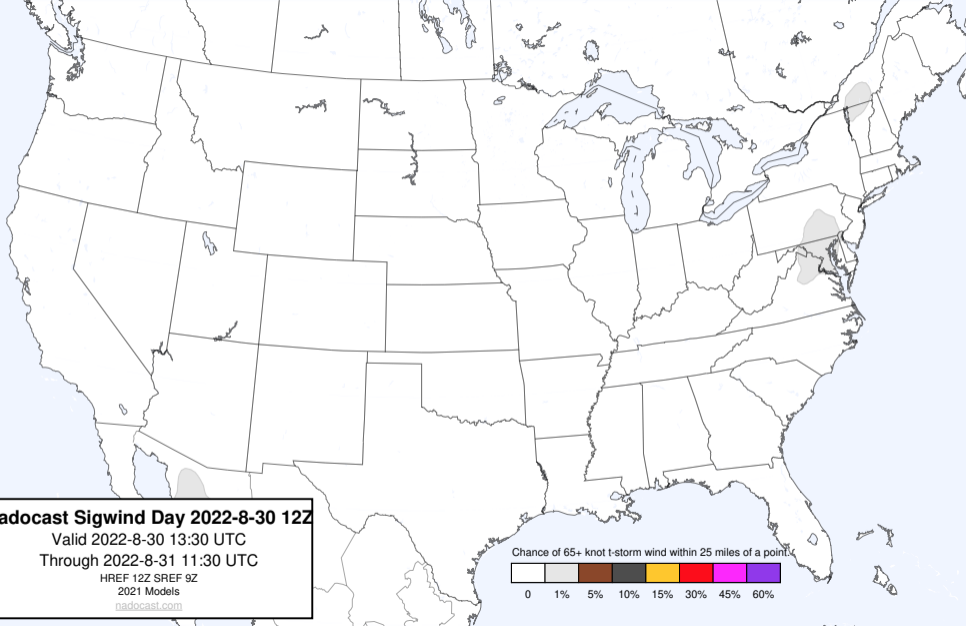 adocast Sigwind Day 2022-8-30 12Z
Valid 2022-8-30 13:30 UTC
Through 2022-8-31 11:30 UTC
HREF 12Z SREF 9Z
2021 Models
nadocast.com
Chance of 65+ knot t-storm wind within 25 miles of a point.
0 1% 5% 10% 15% 30% 45% 60%